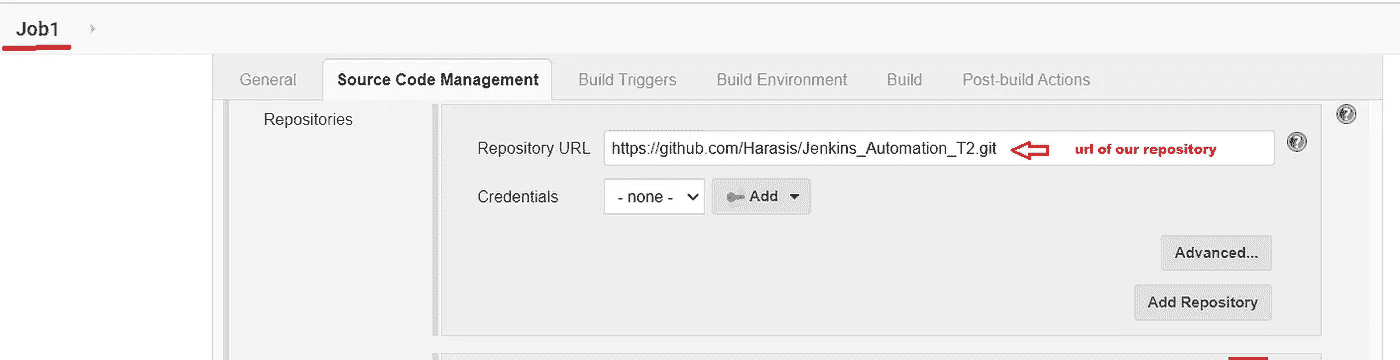 Job1
General Source Code Management Build Triggers Build Environment Build Post-build Actions
Repositories
Repository URL https://github.com/Harasis/Jenkins_Automation_T2.git url of our repository
Credentials - none - Add
Advanced...
Add Repository